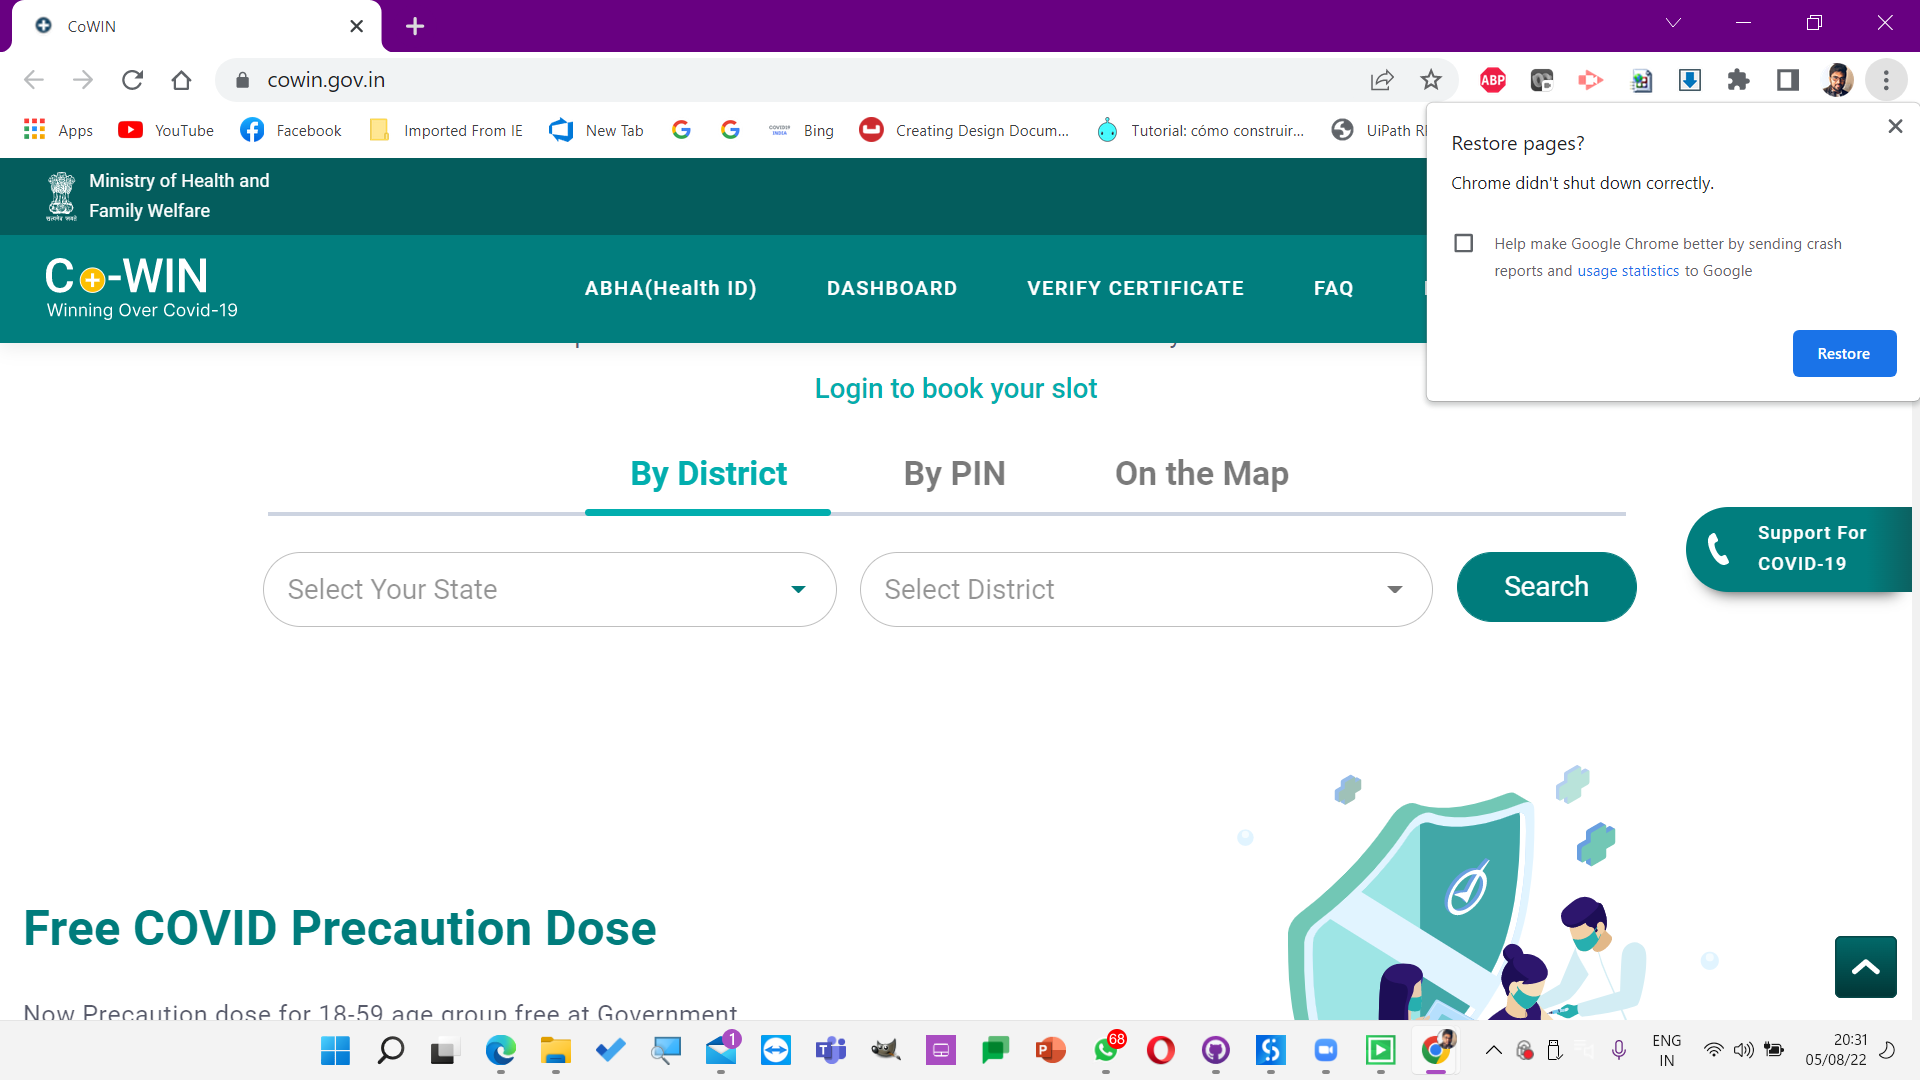 CoWIN
cowin.gov.in
ABP
Apps
YouTube
Facebook
Imported From IE
New Tab
Bing
Creating Design Docum...
Tutorial: cómo construir...
UiPath
Restore pages?
Chrome didn't shut down correctly.
Help make Google Chrome better by sending crash
reports and usage statistics to Google
Restore
Ministry of Health and
Family Welfare
सत्यमेव जयते
Co-WIN
Winning Over Covid-19
ABHA(Health ID)
DASHBOARD
VERIFY CERTIFICATE
FAQ
Login to book your slot
By District
By PIN
On the Map
Select Your State
Select District
Search
Support For
COVID-19
Free COVID Precaution Dose
Now Precaution dose for 18-59 age group free at Government
1
68
ENG
IN
20:31
05/08/22